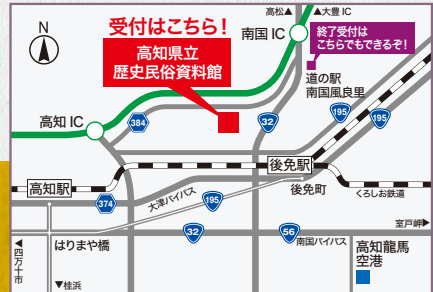 N
高松▲
▲大豊 IC
南国 IC
受付はこちら!
高知県立
歴史民俗資料館
終了受付は
こちらでもできるぞ!
道の駅
南国風良里
高知 IC
384
32
195
195
高知駅
後免駅
後免町
くろしお鉄道
374
大津バイパス
195
室戸岬▶
はりまや橋
32
56
南国バイパス
高知龍馬
空港
◀四万十市
▼桂浜